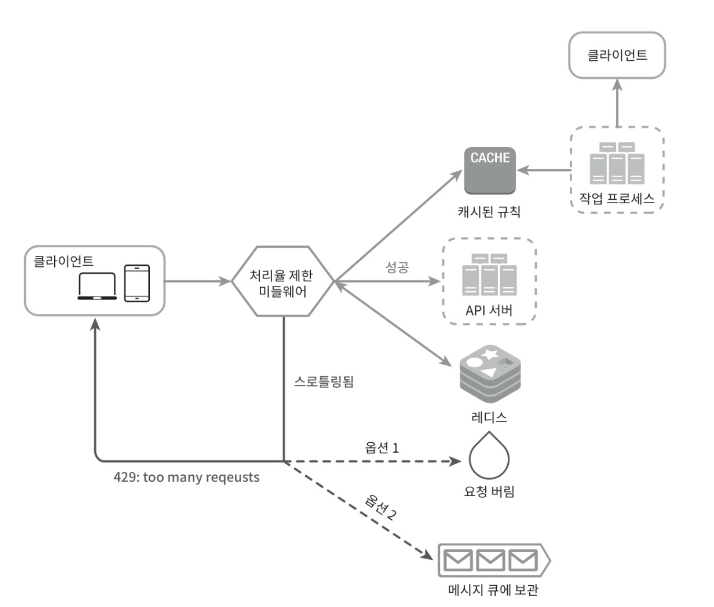 클라이언트
CACHE
캐시된 규칙
작업 프로세스
클라이언트
처리율 제한
미들웨어
성공
API 서버
스로틀링됨
레디스
옵션 1
429: too many reqeusts
요청 버림
옵션 2
메시지 큐에 보관